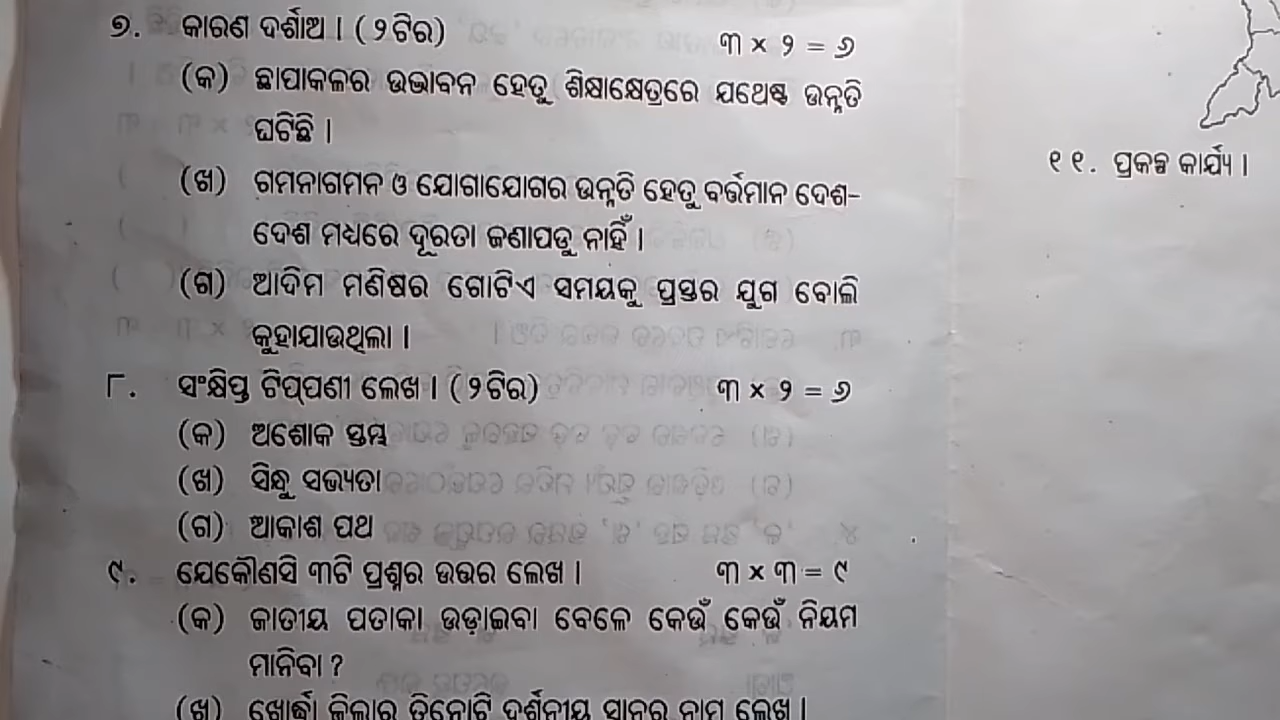 ୭. କାରଣ ଦର୍ଶାଅ । (୨ଟିର) ୩ × ୨ = ୬
(କ) ଛାପାକଳର ଉଦ୍ଭାବନ ହେତୁ ଶିକ୍ଷାକ୍ଷେତ୍ରରେ ଯଥେଷ୍ଟ ଉନ୍ନତି
ଘଟିଛି ।
(ଖ) ଗମନାଗମନ ଓ ଯୋଗାଯୋଗର ଉନ୍ନତି ହେତୁ ବର୍ତ୍ତମାନ ଦେଶ-
ଦେଶ ମଧ୍ୟରେ ଦୂରତା ଜଣାପଡୁ ନାହିଁ ।
(ଗ) ଆଦିମ ମଣିଷର ଗୋଟିଏ ସମୟକୁ ପ୍ରସ୍ତର ଯୁଗ ବୋଲି
କୁହାଯାଉଥିଲା ।
୮. ସଂକ୍ଷିପ୍ତ ଟିପ୍‌ପଣୀ ଲେଖ । (୨ଟିର) ୩ × ୨ = ୬
(କ) ଅଶୋକ ସ୍ତମ୍ଭ
(ଖ) ସିନ୍ଧୁ ସଭ୍ୟତା
(ଗ) ଆକାଶ ପଥ
୯. ଯେକୌଣସି ୩ଟି ପ୍ରଶ୍ନର ଉତ୍ତର ଲେଖ । ୩ × ୩ = ୯
(କ) ଜାତୀୟ ପତାକା ଉଡ଼ାଇବା ବେଳେ କେଉଁ କେଉଁ ନିୟମ
ମାନିବା ?
(ଖ) ଖୋର୍ଦ୍ଧା ଜିଲ୍ଲାର ତିନୋଟି ଦର୍ଶନୀୟ ସ୍ଥାନର ନାମ ଲେଖ ।
୧୧. ପ୍ରକଳ୍ପ କାର୍ଯ୍ୟ ।